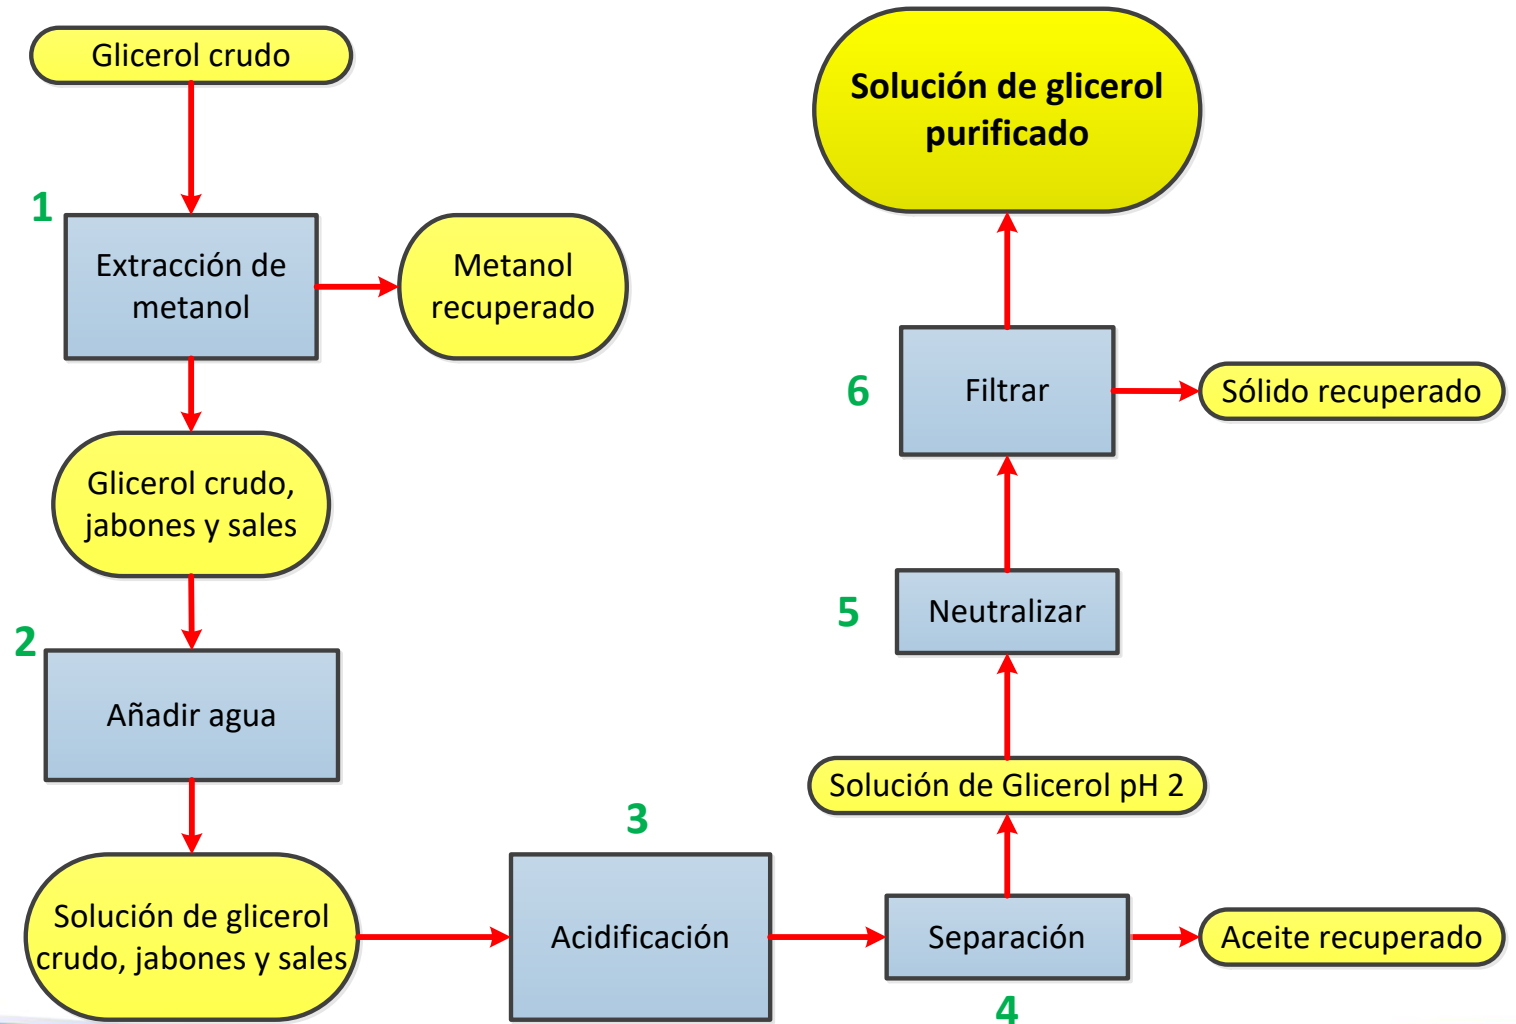 Glicerol crudo
1
Extracción de
metanol
Metanol
recuperado
Glicerol crudo,
jabones y sales
2
Añadir agua
Solución de glicerol
crudo, jabones y sales
3
Acidificación
4
Separación
Aceite recuperado
Solución de Glicerol pH 2
5
Neutralizar
6
Filtrar
Sólido recuperado
Solución de glicerol
purificado